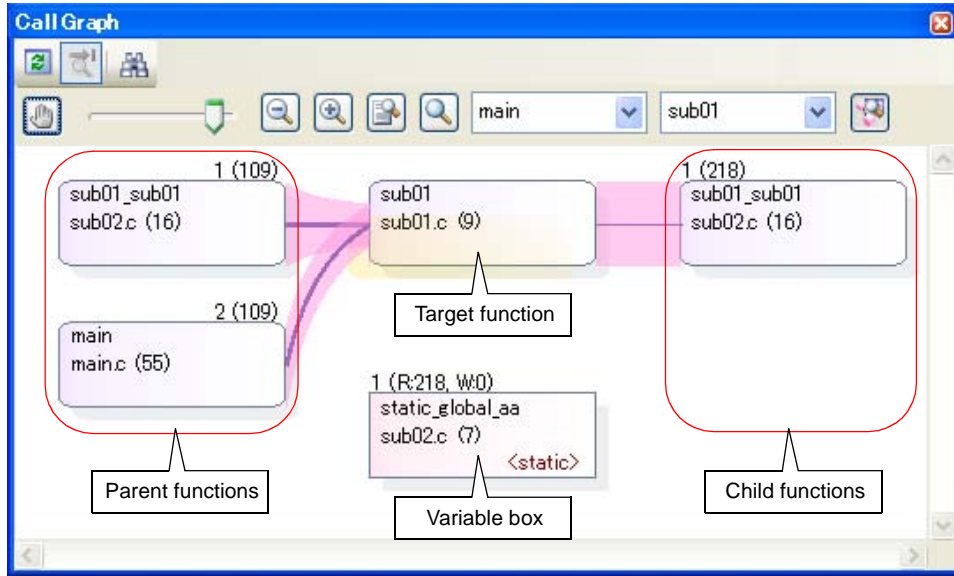 Call Graph
main
sub01
1 (109)
sub01_sub01
sub02.c (16)
sub01
sub01.c (9)
1 (218)
sub01_sub01
sub02.c (16)
Target function
2 (109)
main
main.c (55)
1 (R:218, W:0)
static_global_aa
sub02.c (7)
<static>
Parent functions
Variable box
Child functions